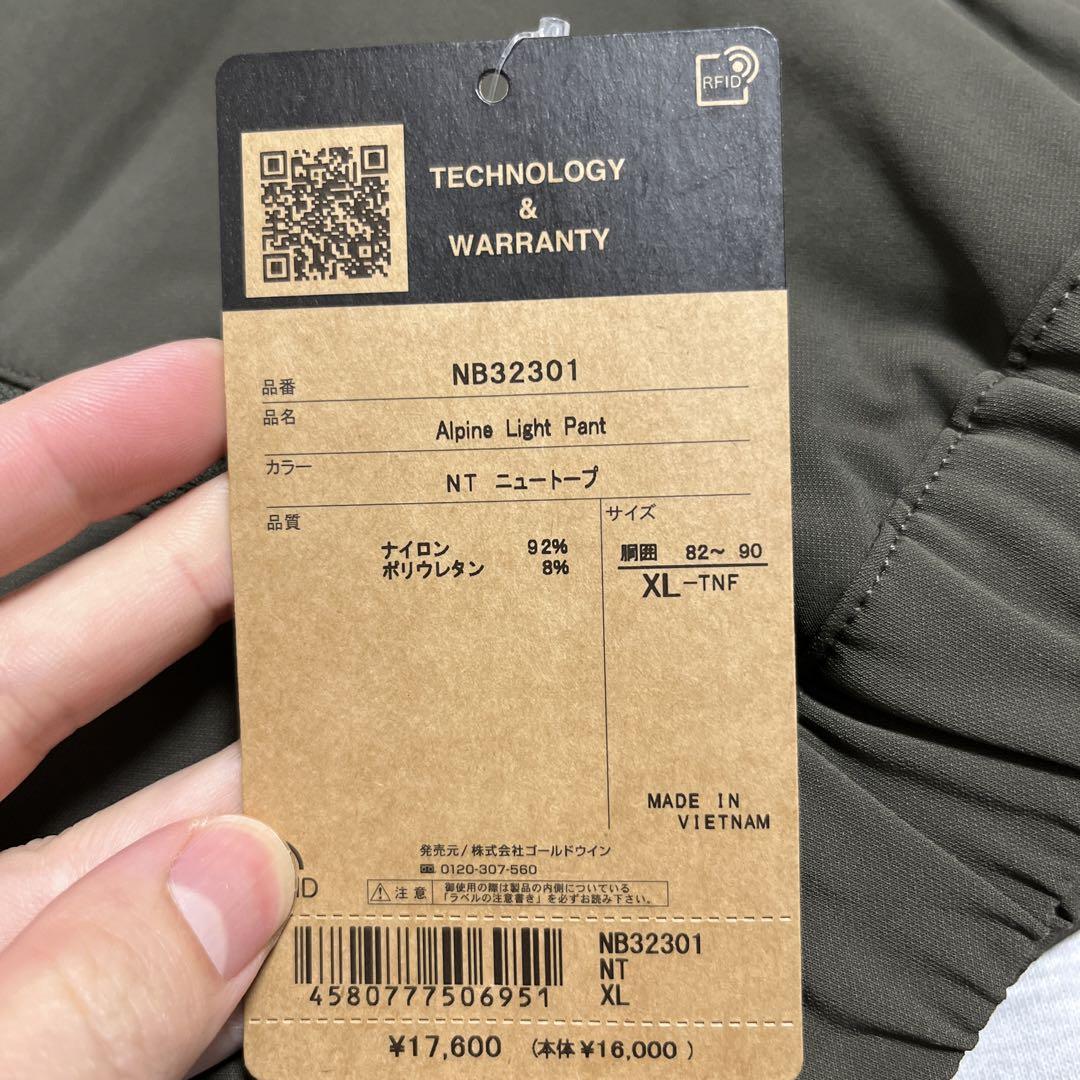 RFID
TECHNOLOGY
&
WARRANTY
品番 NB32301
品名 Alpine Light Pant
カラー NT ニュートープ
品質
ナイロン 92%
ポリウレタン 8%
サイズ
胴囲 82~ 90
XL-TNF
MADE IN
VIETNAM
発売元/株式会社ゴールドウイン
0120-307-560
注意
御使用の際は製品の内側についている
「ラベルの注意書き」を必ずお読み下さい。
ID
4580777506951
NB32301
NT
XL
¥17,600 (本体¥16,000 )